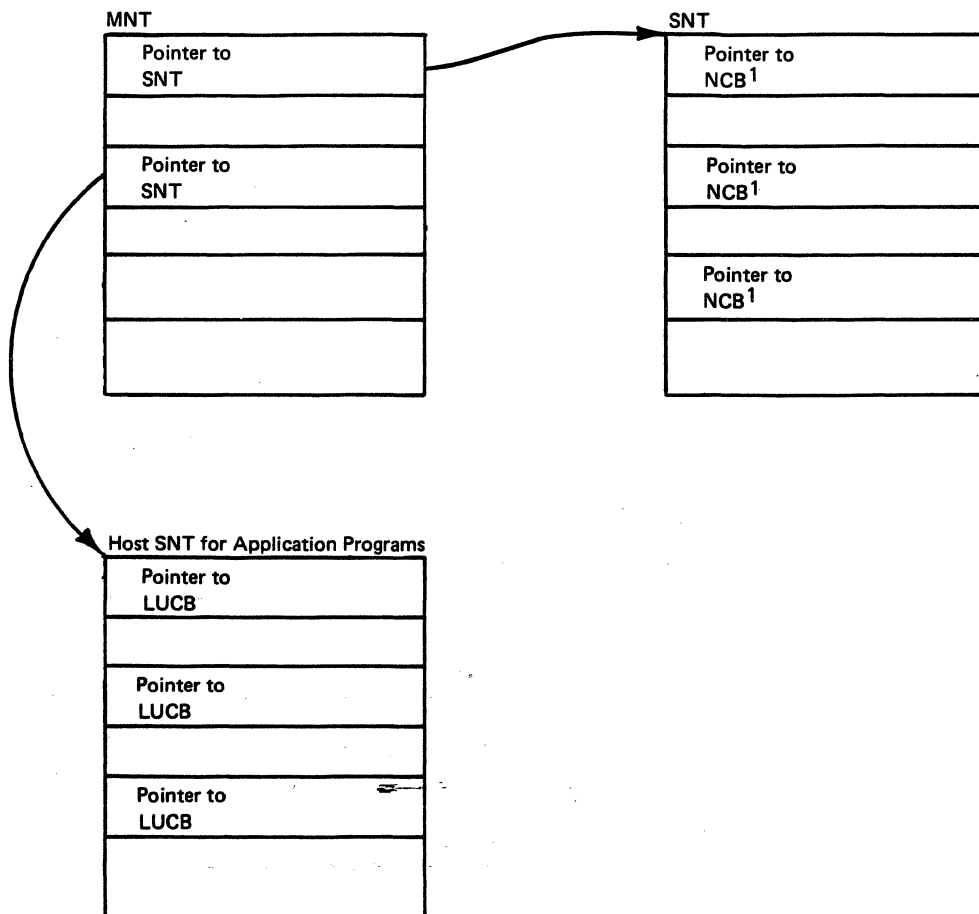 MNT
Pointer to
SNT
Pointer to
SNT
SNT
Pointer to
NCB1
Pointer to
NCB1
Pointer to
NCB1
Host SNT for Application Programs
Pointer to
LUCB
Pointer to
LUCB
Pointer to
LUCB